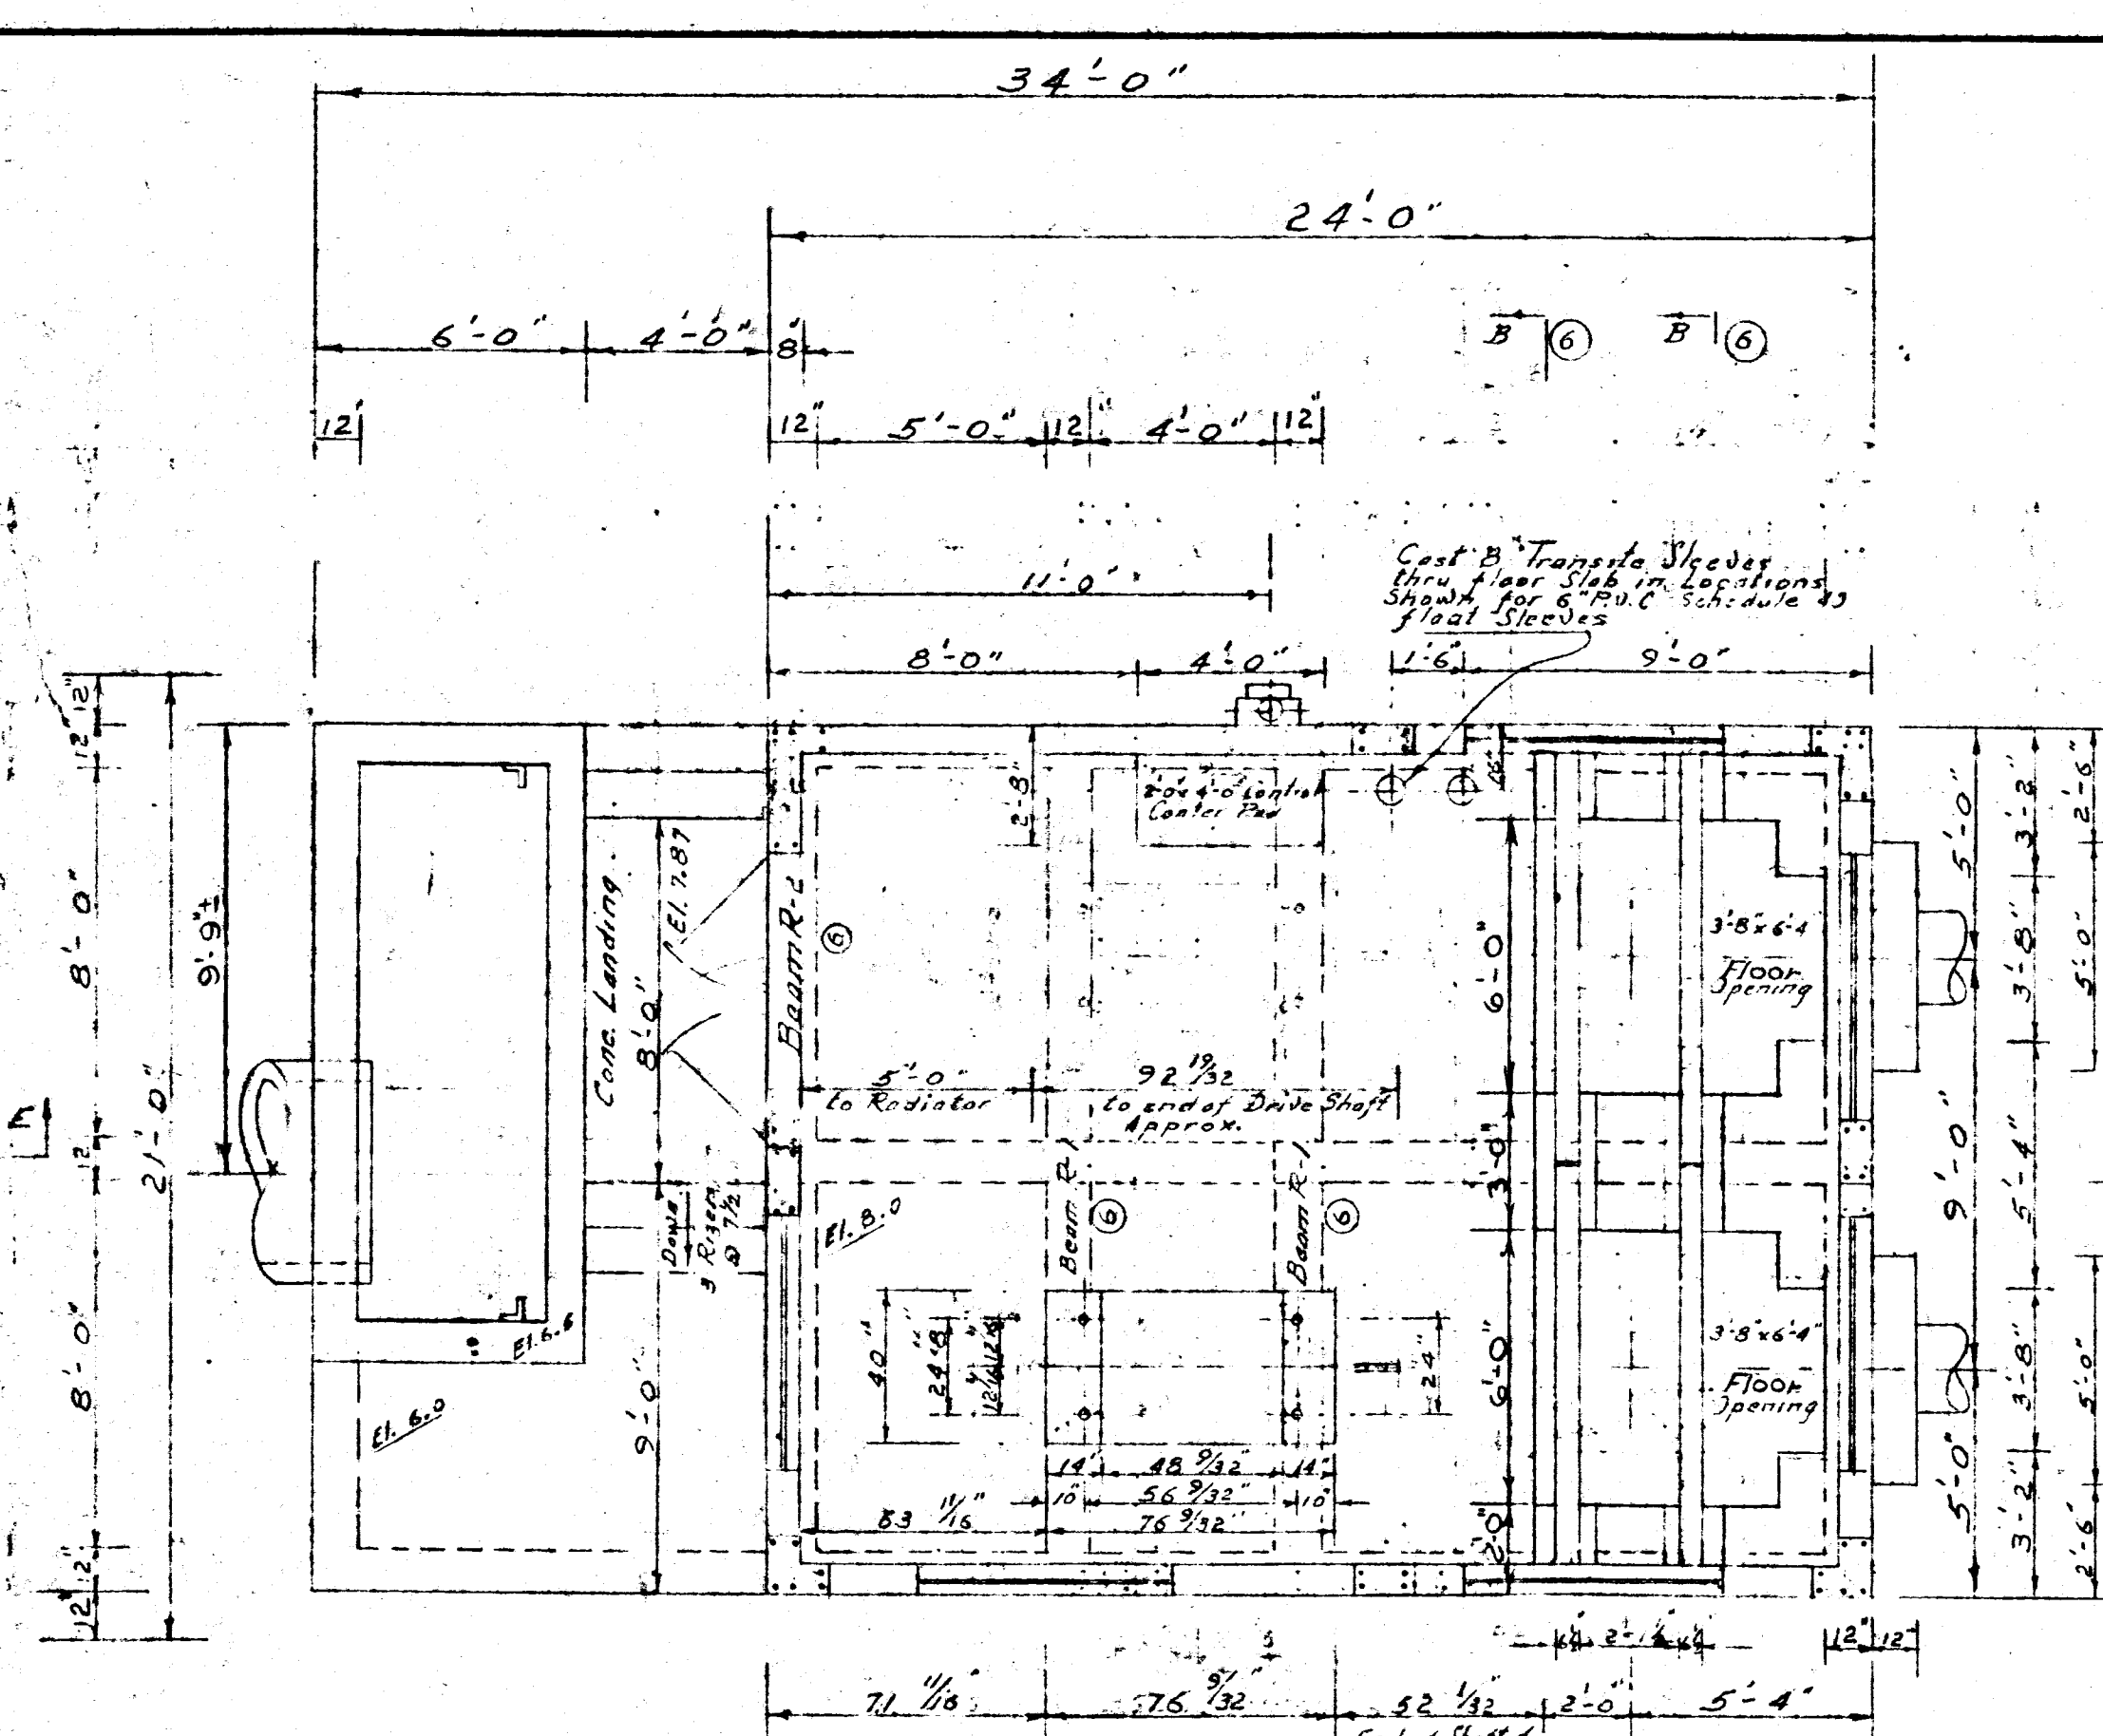 34'-0"
24'-0"
6'-0" 4'-0" 8"
B 6 B 6
12" 12" 5'-0" 12" 4'-0" 12"
11'-0"
Cast 8" Transite Sleeves
thru floor Slab in Locations
Shown for 6" P.V.C Schedule
float Sleeves
8'-0" 4'-0" 1'-6" 9'-0"
12" 12"
8'-0"
12"
8'-0"
12" 12"
21'-0"
9'-9"±
Conc. Landing
8'-0"
El. 7.87
Beam R-2
6
2'-8"
2'-0 x 4'-0" Control
Center Pad
5'-0"
to Radiator
92 19/32
to end of Drive Shaft
Approx.
Down
3 Risers
@ 7 1/2
El. 8.0
Beam R-1
6
Beam R-1
6
El. 6.6
El. 6.0
9'-0"
40"
24"
24"
14" 48 9/32" 14"
10" 56 9/32" 10"
63 11/16" 76 9/32"
6'-0"
3'-0"
6'-0"
2'-0"
3'-8" x 6'-4
Floor
Opening
3'-8" x 6'-4"
Floor
Opening
5'-0"
9'-0"
5'-0"
3'-2"
3'-8"
5'-4"
3'-8"
3'-2"
2'-6"
5'-0"
5'-0"
2'-6"
12" 12"
71 11/16" 76 9/32" 52 1/32" 2'-0" 5'-4"